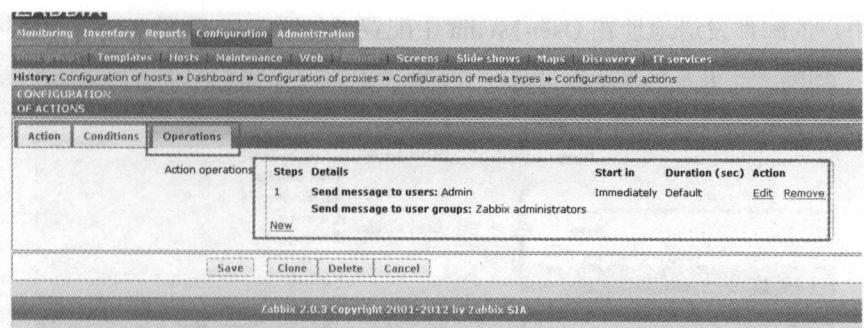 ZABBIX
Monitoring Inventory Reports Configuration Administration
Templates Hosts Maintenance Web Screens Slide shows Maps Discovery IT services
History: Configuration of hosts » Dashboard » Configuration of proxies » Configuration of media types » Configuration of actions
CONFIGURATION
OF ACTIONS
Action Conditions Operations
Action operations Steps Details Start in Duration (sec) Action
1 Send message to users: Admin Immediately Default Edit Remove
Send message to user groups: Zabbix administrators
New
Save Clone Delete Cancel
Zabbix 2.0.3 Copyright 2001-2012 by Zabbix SIA